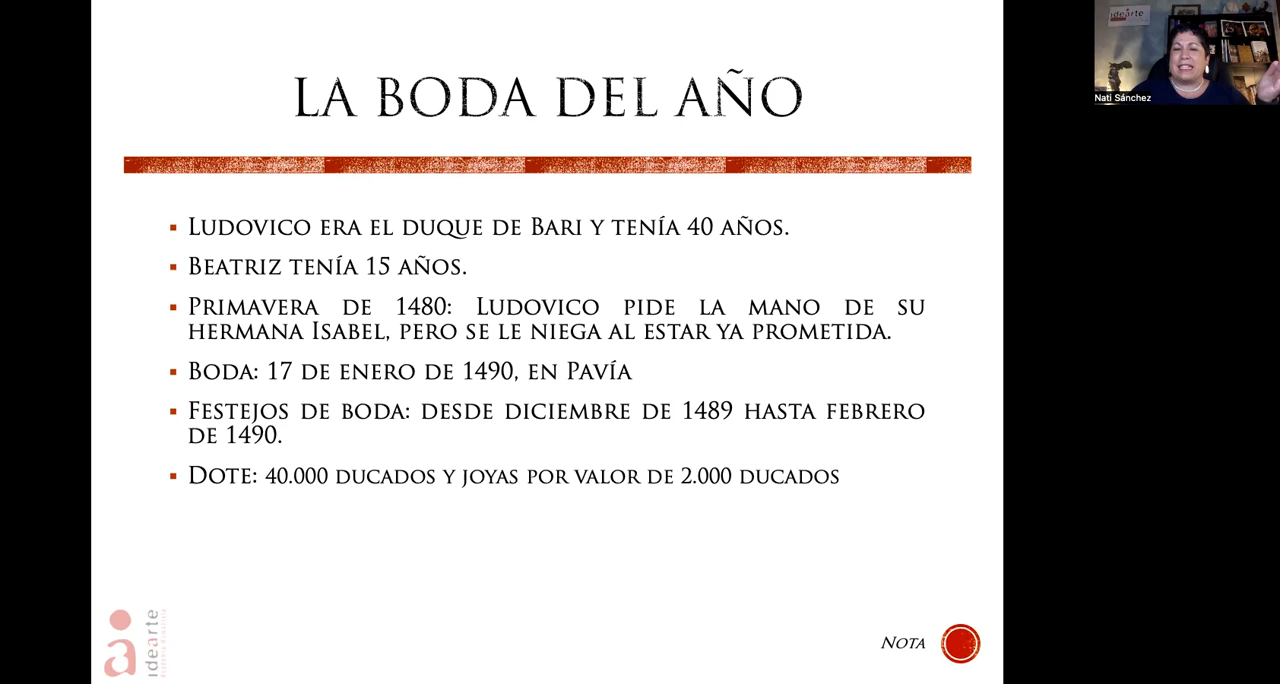 LA BODA DEL AÑO
LUDOVICO ERA EL DUQUE DE BARI Y TENÍA 40 AÑOS.
BEATRIZ TENÍA 15 AÑOS.
PRIMAVERA DE 1480: LUDOVICO PIDE LA MANO DE SU
HERMANA ISABEL, PERO SE LE NIEGA AL ESTAR YA PROMETIDA.
BODA: 17 DE ENERO DE 1490, EN PAVÍA
FESTEJOS DE BODA: DESDE DICIEMBRE DE 1489 HASTA FEBRERO
DE 1490.
DOTE: 40.000 DUCADOS Y JOYAS POR VALOR DE 2.000 DUCADOS
idearte
NOTA
idearte
Nati Sánchez